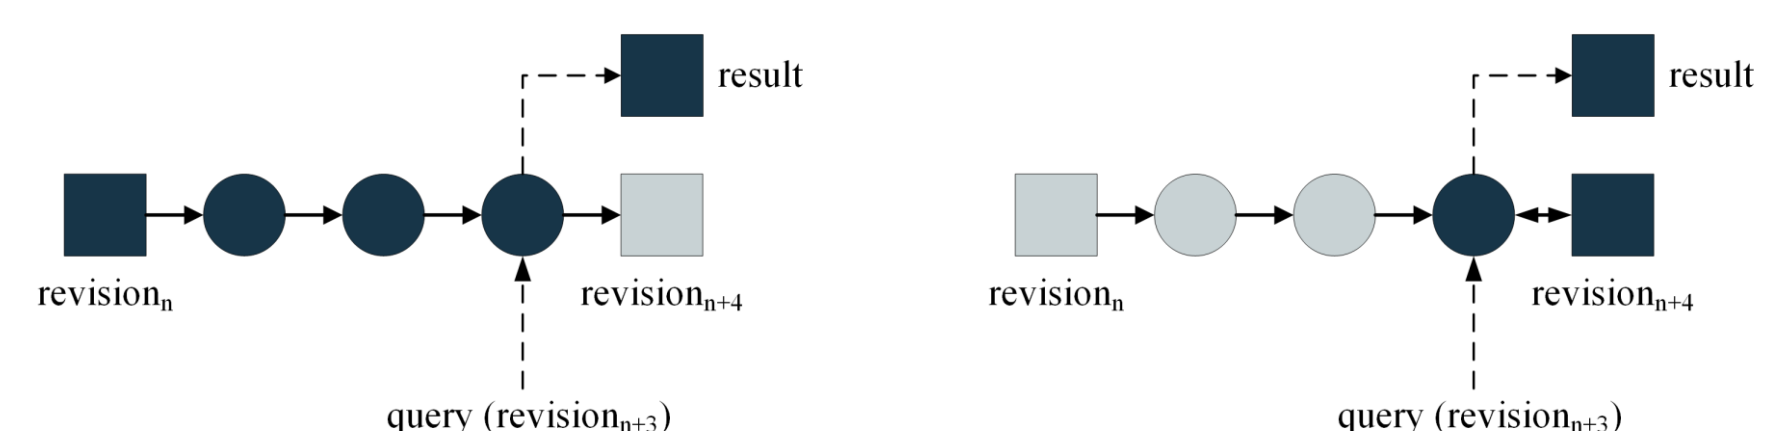 result
revisionₙ
revisionₙ₊₄
query (revisionₙ₊₃)
result
revisionₙ
revisionₙ₊₄
query (revisionₙ₊₃)